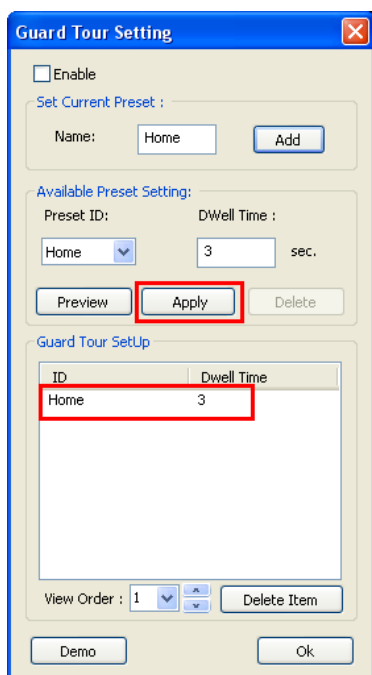 Guard Tour Setting
Enable
Set Current Preset :
Name: Home Add
Available Preset Setting:
Preset ID: DWell Time :
Home 3 sec.
Preview Apply Delete
Guard Tour SetUp
ID Dwell Time
Home 3
View Order : 1 Delete Item
Demo Ok